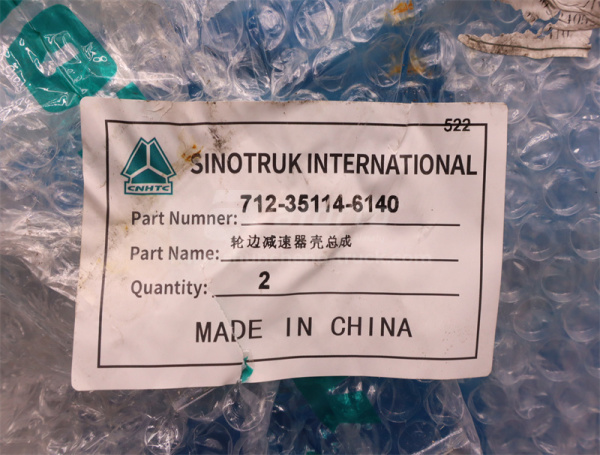 522
SINOTRUK INTERNATIONAL
CNHTC
Part Numner: 712-35114-6140
Part Name: 轮边减速器壳总成
Quantity: 2
MADE IN CHINA